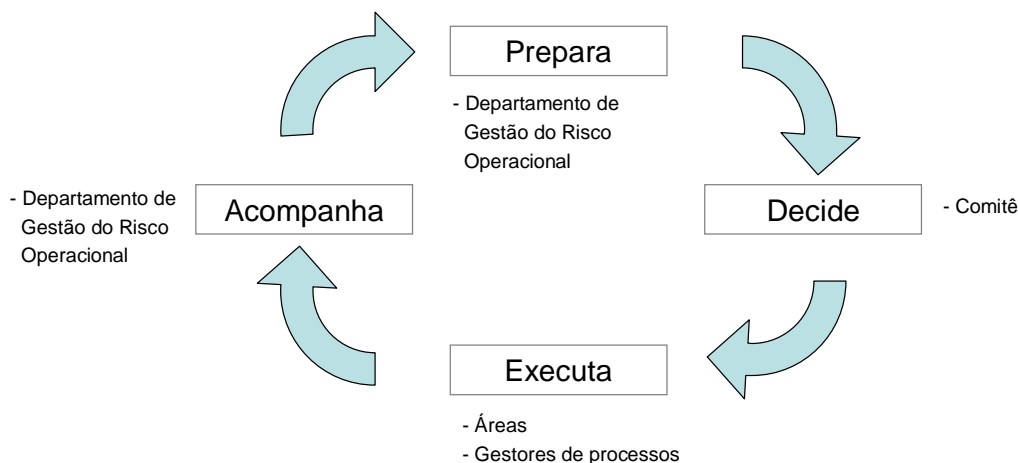 Prepara
- Departamento de
Gestão do Risco
Operacional
Decide
- Comitê
Executa
- Áreas
- Gestores de processos
Acompanha
- Departamento de
Gestão do Risco
Operacional